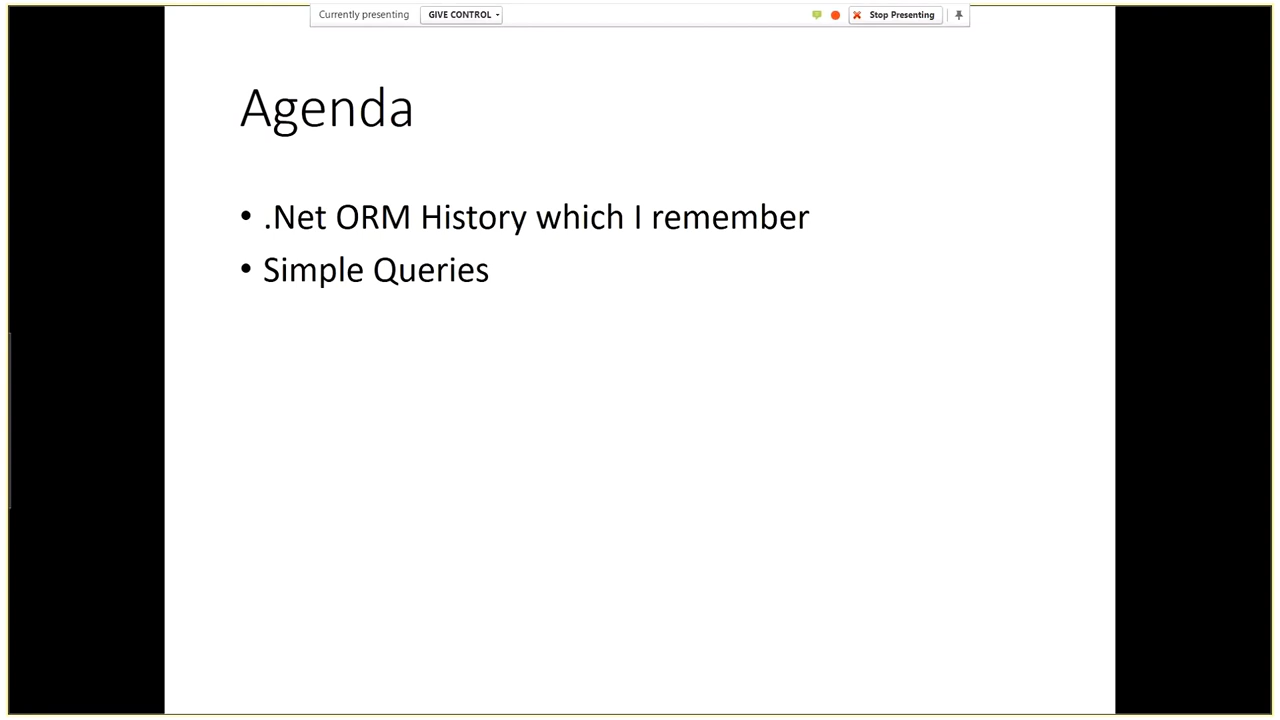 Currently presenting GIVE CONTROL Stop Presenting
Agenda
• .Net ORM History which I remember
• Simple Queries